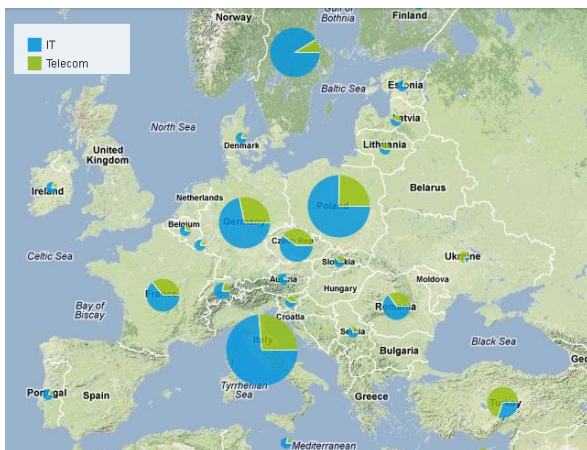 Norway
Gulf of
Bothnia
Finland
IT
Telecom
Baltic Sea
Estonia
Latvia
North Sea
Denmark
Lithuania
United
Kingdom
Ireland
Netherlands
Belarus
Poland
Germany
Belgium
Czech Rep
Celtic Sea
Slovakia
Ukraine
Austria
Hungary
Moldova
France
Bay of
Biscay
Croatia
Romania
Serbia
Italy
Bulgaria
Black Sea
Geo
Portugal
Spain
Tyrrhenian
Sea
Greece
Turkey
Mediterranean